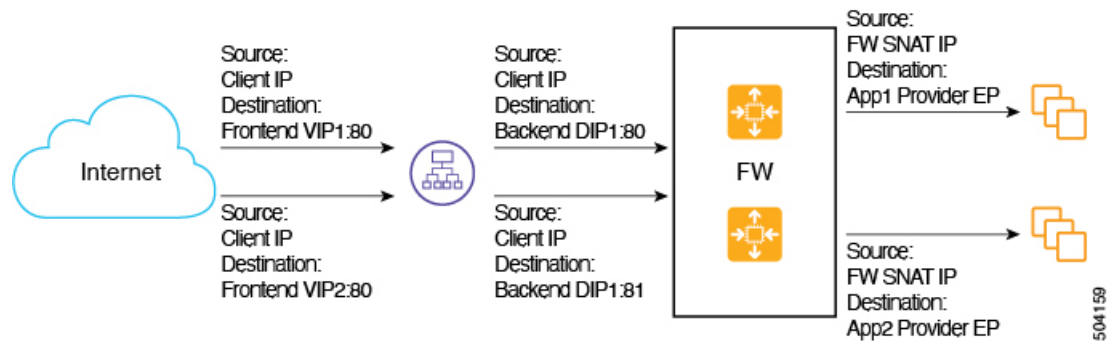 Internet
Source:
Client IP
Destination:
Frontend VIP1:80
Source:
Client IP
Destination:
Frontend VIP2:80
Source:
Client IP
Destination:
Backend DIP1:80
Source:
Client IP
Destination:
Backend DIP1:81
FW
Source:
FW SNAT IP
Destination:
App1 Provider EP
Source:
FW SNAT IP
Destination:
App2 Provider EP
504159